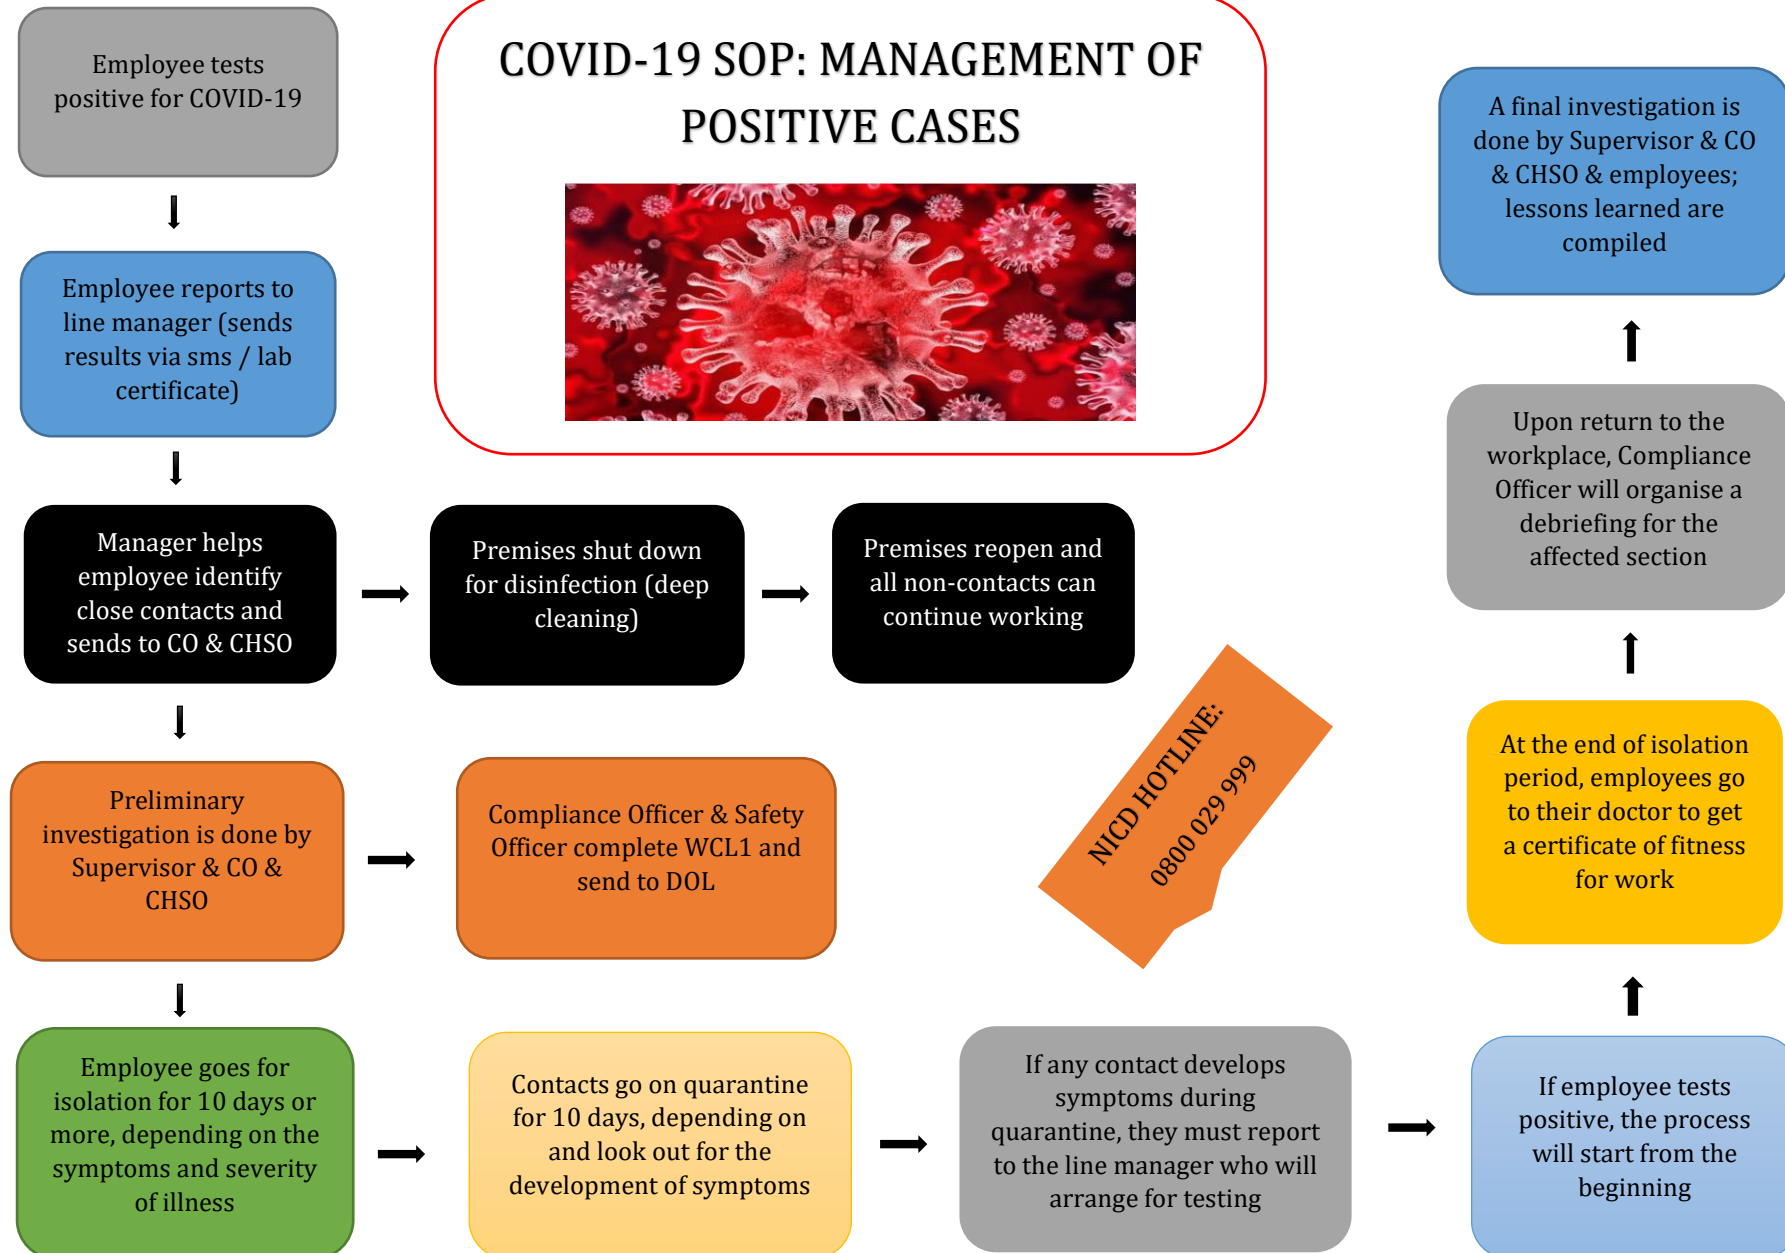 Employee tests
positive for COVID-19
COVID-19 SOP: MANAGEMENT OF
POSITIVE CASES
A final investigation is
done by Supervisor & CO
& CHSO & employees;
lessons learned are
compiled
Employee reports to
line manager (sends
results via sms / lab
certificate)
Upon return to the
workplace, Compliance
Officer will organise a
debriefing for the
affected section
Manager helps
employee identify
close contacts and
sends to CO & CHSO
Premises shut down
for disinfection (deep
cleaning)
Premises reopen and
all non-contacts can
continue working
NICD HOTLINE:
0800 029 999
At the end of isolation
period, employees go
to their doctor to get
a certificate of fitness
for work
Preliminary
investigation is done by
Supervisor & CO &
CHSO
Compliance Officer & Safety
Officer complete WCL1 and
send to DOL
Employee goes for
isolation for 10 days or
more, depending on the
symptoms and severity
of illness
Contacts go on quarantine
for 10 days, depending on
and look out for the
development of symptoms
If any contact develops
symptoms during
quarantine, they must report
to the line manager who will
arrange for testing
If employee tests
positive, the process
will start from the
beginning